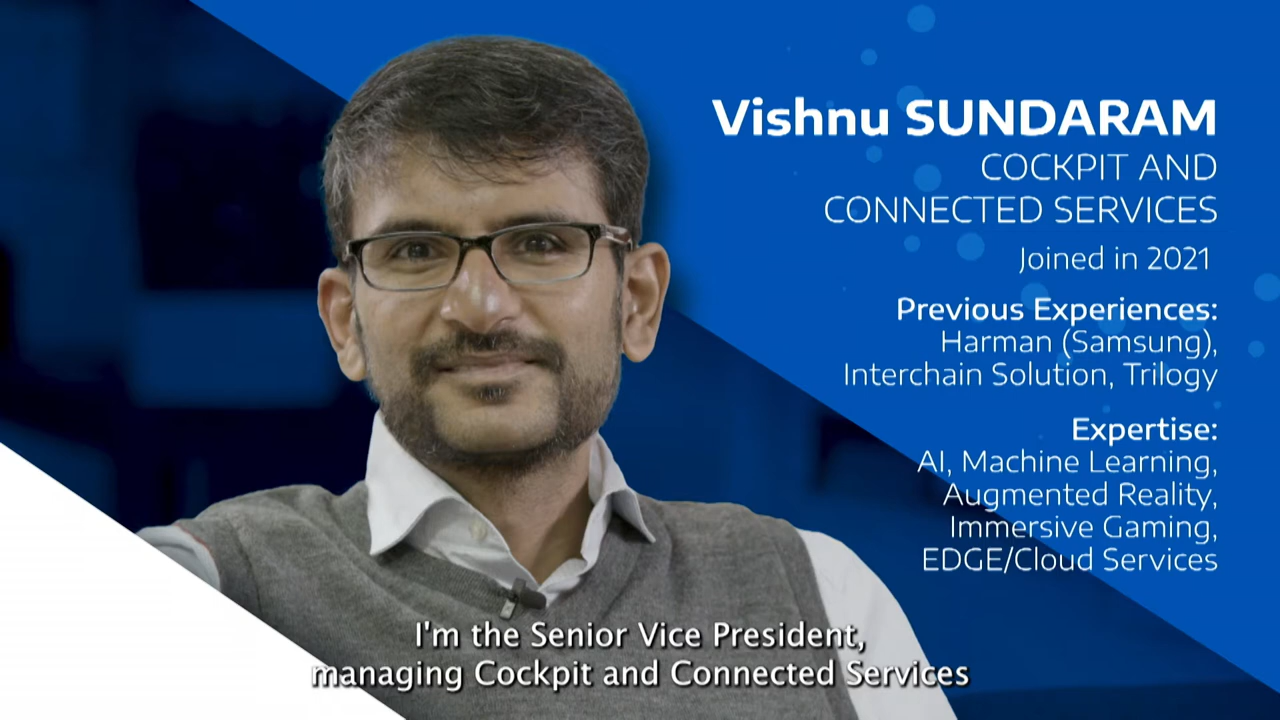 Vishnu SUNDARAM
COCKPIT AND
CONNECTED SERVICES
Joined in 2021
Previous Experiences:
Harman (Samsung),
Interchain Solution, Trilogy
Expertise:
AI, Machine Learning,
Augmented Reality,
Immersive Gaming,
EDGE/Cloud Services
I'm the Senior Vice President,
managing Cockpit and Connected Services